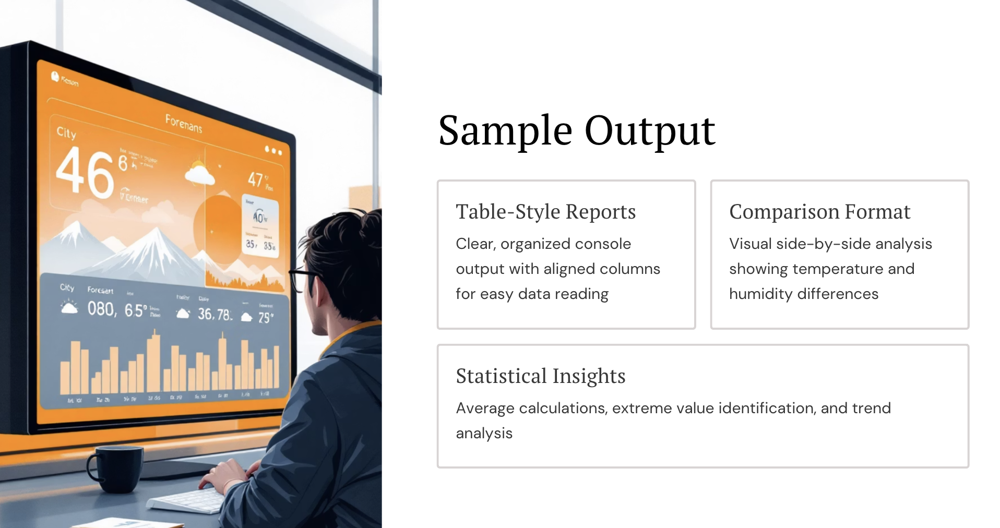 Forenans
City
46
6
47
40
35
35
City Foresart
080, 65°
36, 78
75°
Sample Output
Table-Style Reports
Clear, organized console
output with aligned columns
for easy data reading
Comparison Format
Visual side-by-side analysis
showing temperature and
humidity differences
Statistical Insights
Average calculations, extreme value identification, and trend
analysis